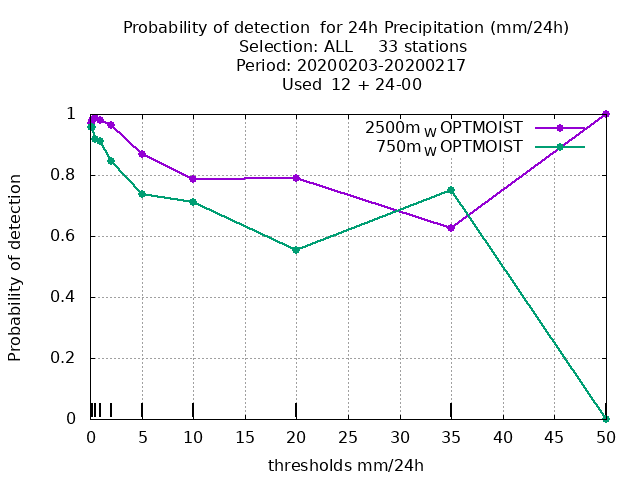 Probability of detection  for 24h Precipitation (mm/24h)
Selection: ALL     33 stations
Period: 20200203-20200217
Used  12 + 24-00
2500m W OPTMOIST
750m W OPTMOIST
1
0.8
0.6
0.4
0.2
0
Probability of detection
0 5 10 15 20 25 30 35 40 45 50
thresholds mm/24h